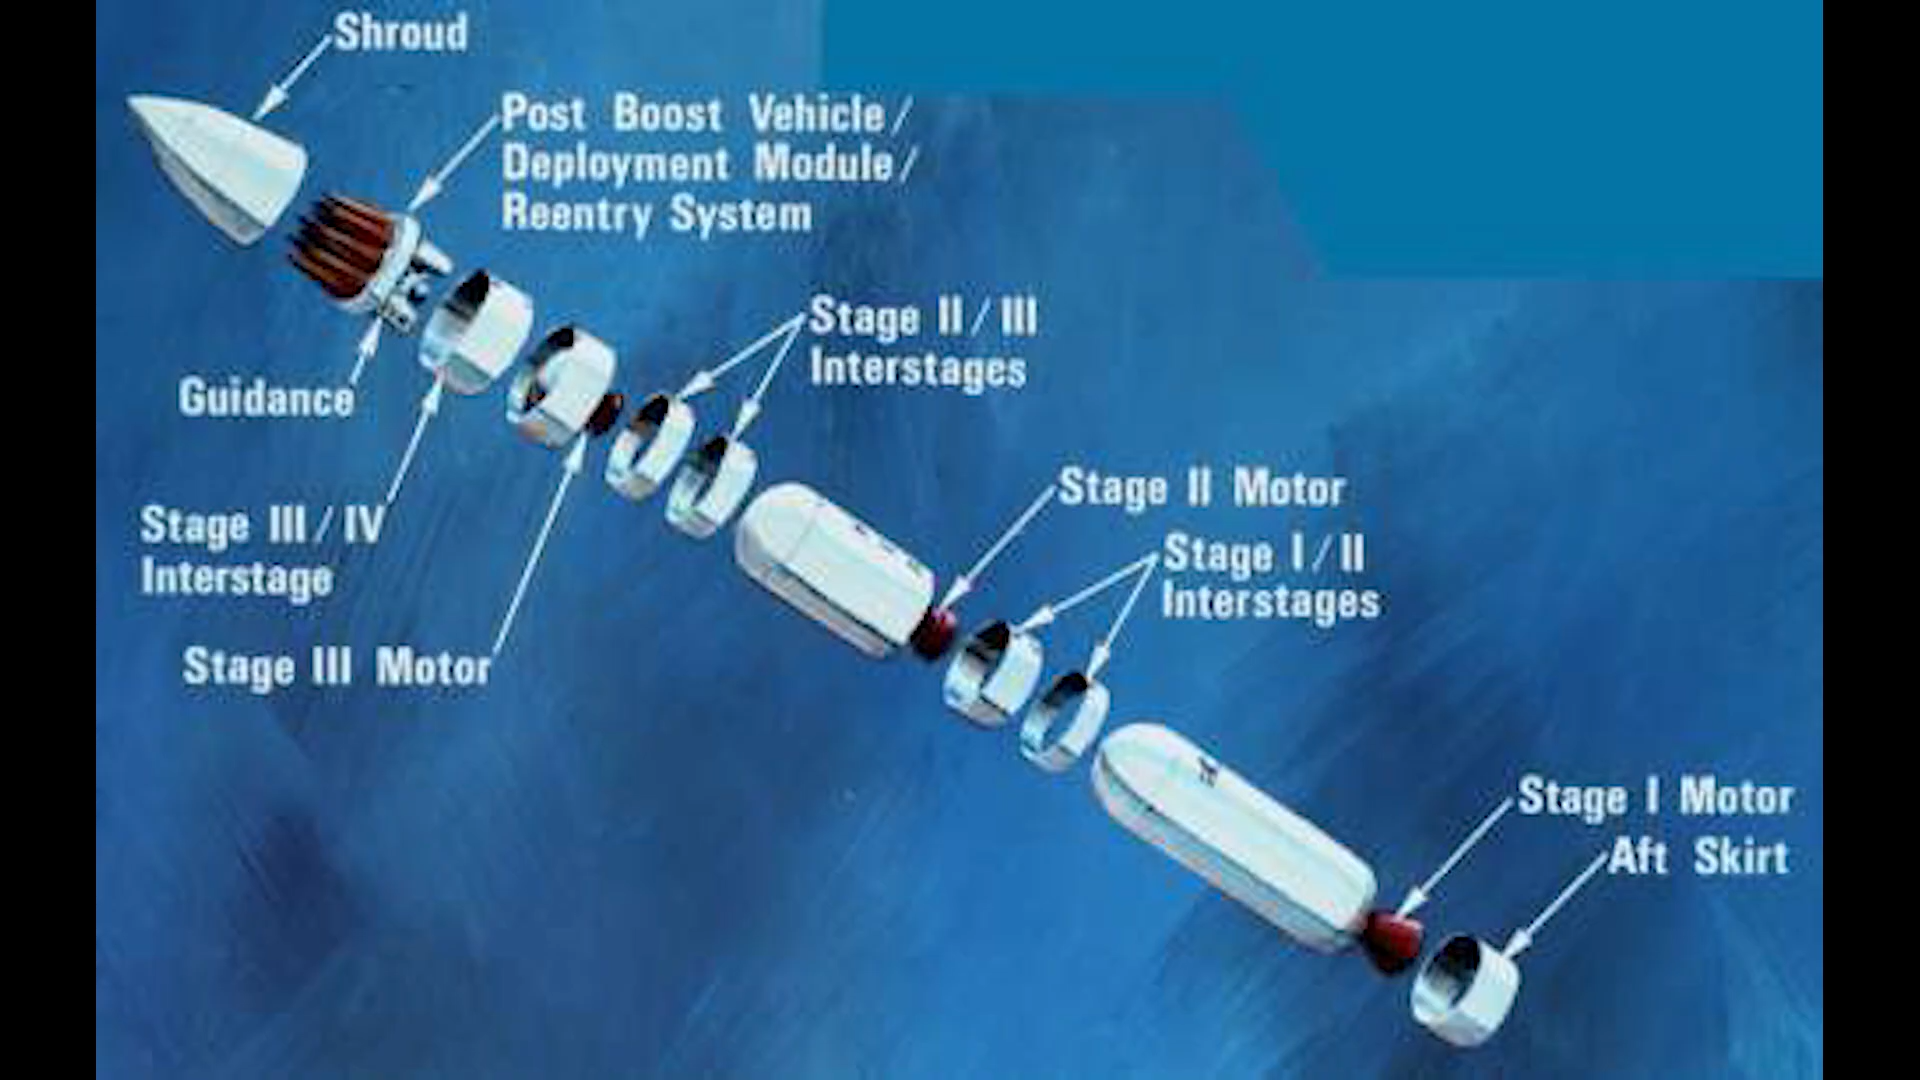 Shroud
Post Boost Vehicle/
Deployment Module/
Reentry System
Guidance
Stage II/III
Interstages
Stage III/IV
Interstage
Stage II Motor
Stage I/II
Interstages
Stage III Motor
Stage I Motor
Aft Skirt